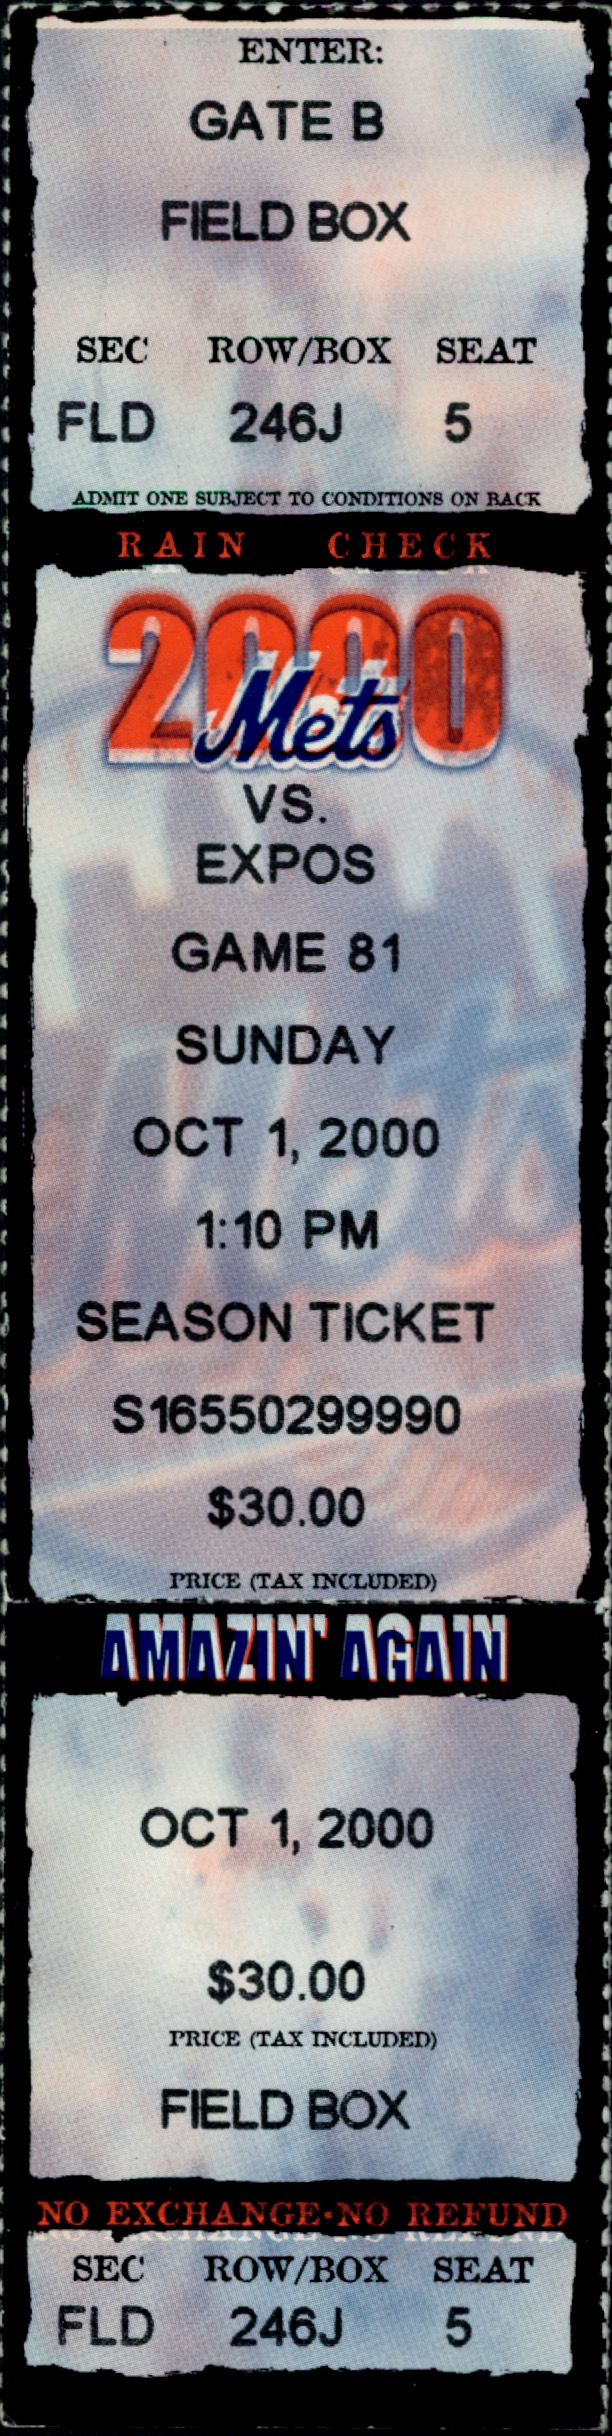 ENTER:
GATE B
FIELD BOX
SEC ROW/BOX SEAT
FLD 246J 5
ADMIT ONE SUBJECT TO CONDITIONS ON BACK
RAIN CHECK
2000
Mets
VS.
EXPOS
GAME 81
SUNDAY
OCT 1, 2000
1:10 PM
SEASON TICKET
S16550299990
$30.00
PRICE (TAX INCLUDED)
AMAZIN' AGAIN
OCT 1, 2000
$30.00
PRICE (TAX INCLUDED)
FIELD BOX
NO EXCHANGE·NO REFUND
SEC ROW/BOX SEAT
FLD 246J 5